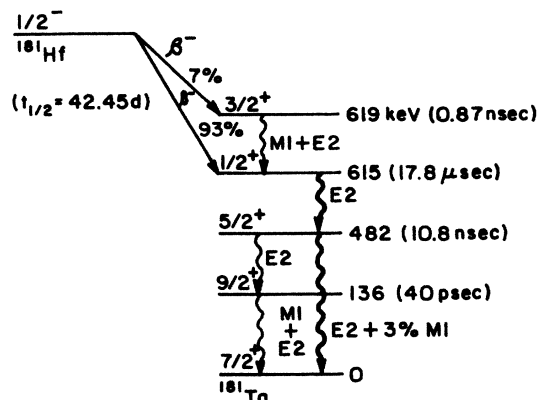 1/2⁻
¹⁸¹Hf
(t₁/₂ = 42.45d)
β⁻
7%
β⁻
93%
3/2⁺
619 keV (0.87nsec)
M1+E2
1/2⁺
615 (17.8 μsec)
E2
5/2⁺
482 (10.8 nsec)
E2
9/2⁺
136 (40 psec)
M1
+
E2
E2 + 3% M1
7/2⁺
0
¹⁸¹Ta